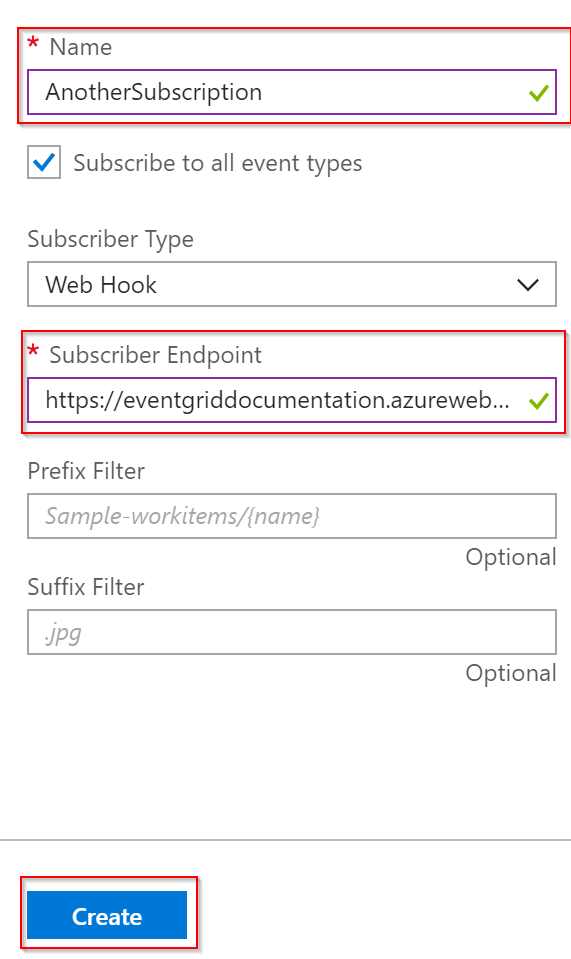 * Name
AnotherSubscription
Subscribe to all event types
Subscriber Type
Web Hook
* Subscriber Endpoint
https://eventgriddocumentation.azureweb...
Prefix Filter
Sample-workitems/{name}
Optional
Suffix Filter
.jpg
Optional
Create